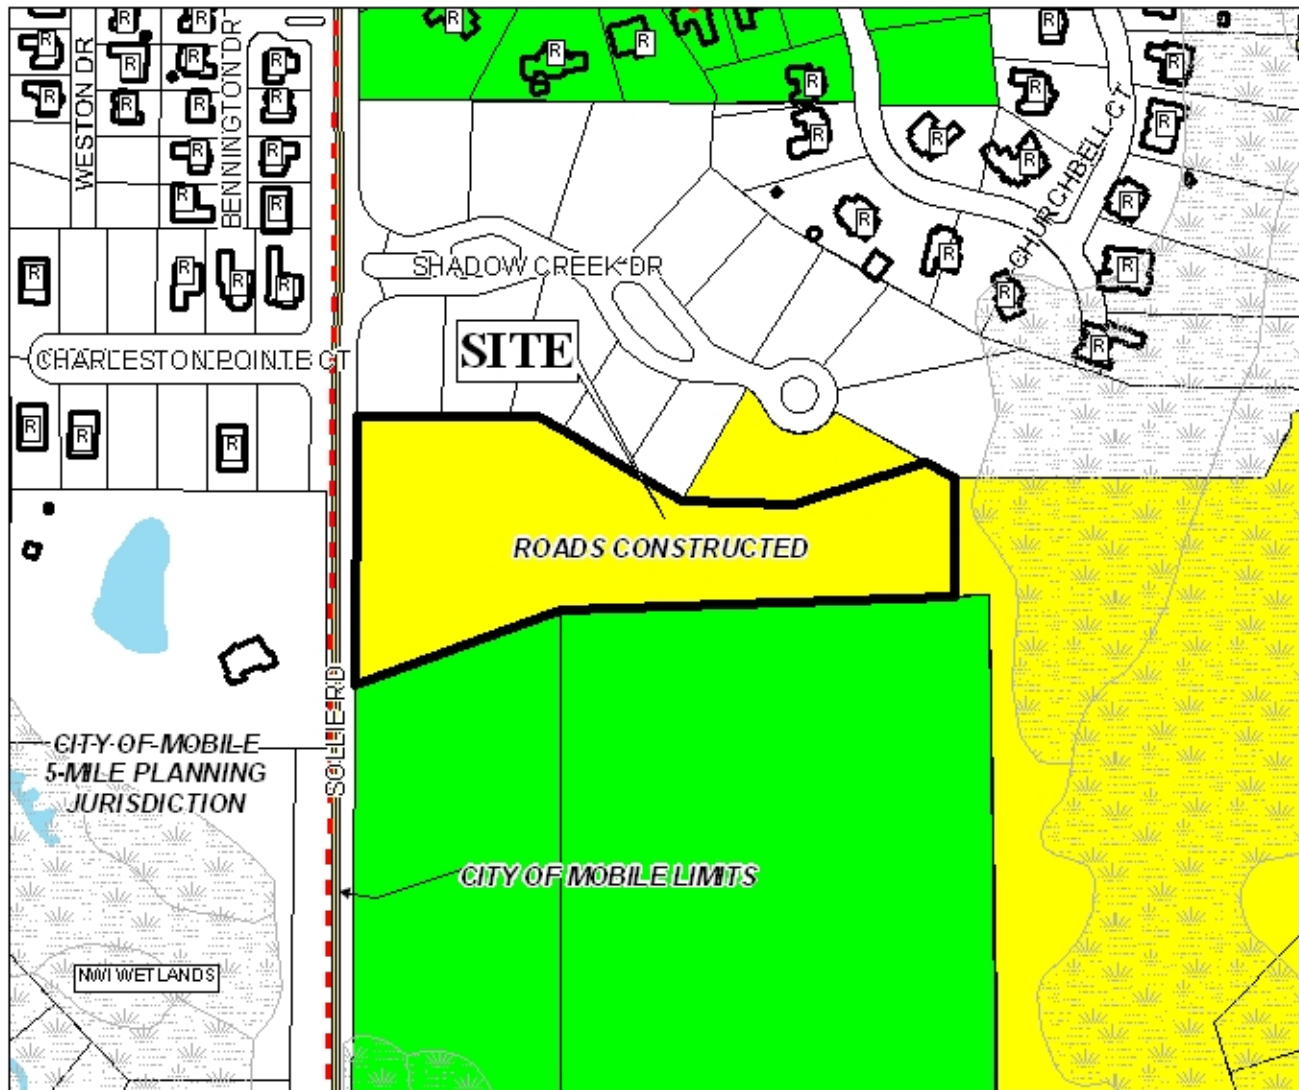 R R R R
R R R R R
R R R R
R R R R R
R R R R R
WESTON DR
BENNINGTON DR
R R
R R
R R
R R R R
CHURCHBELL CT
SHADOW CREEK DR
R R R R
R R R R
SITE
CHARLESTON POINTE CT
R R R
ROADS CONSTRUCTED
SOLLIE RD
CITY OF MOBILE
5-MILE PLANNING
JURISDICTION
CITY OF MOBILE LIMITS
NWI WETLANDS